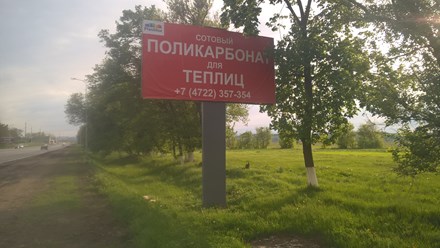 СОТОВЫЙ
ПОЛИКАРБОНАТ
ДЛЯ
ТЕПЛИЦ
+7 (4722) 357-354